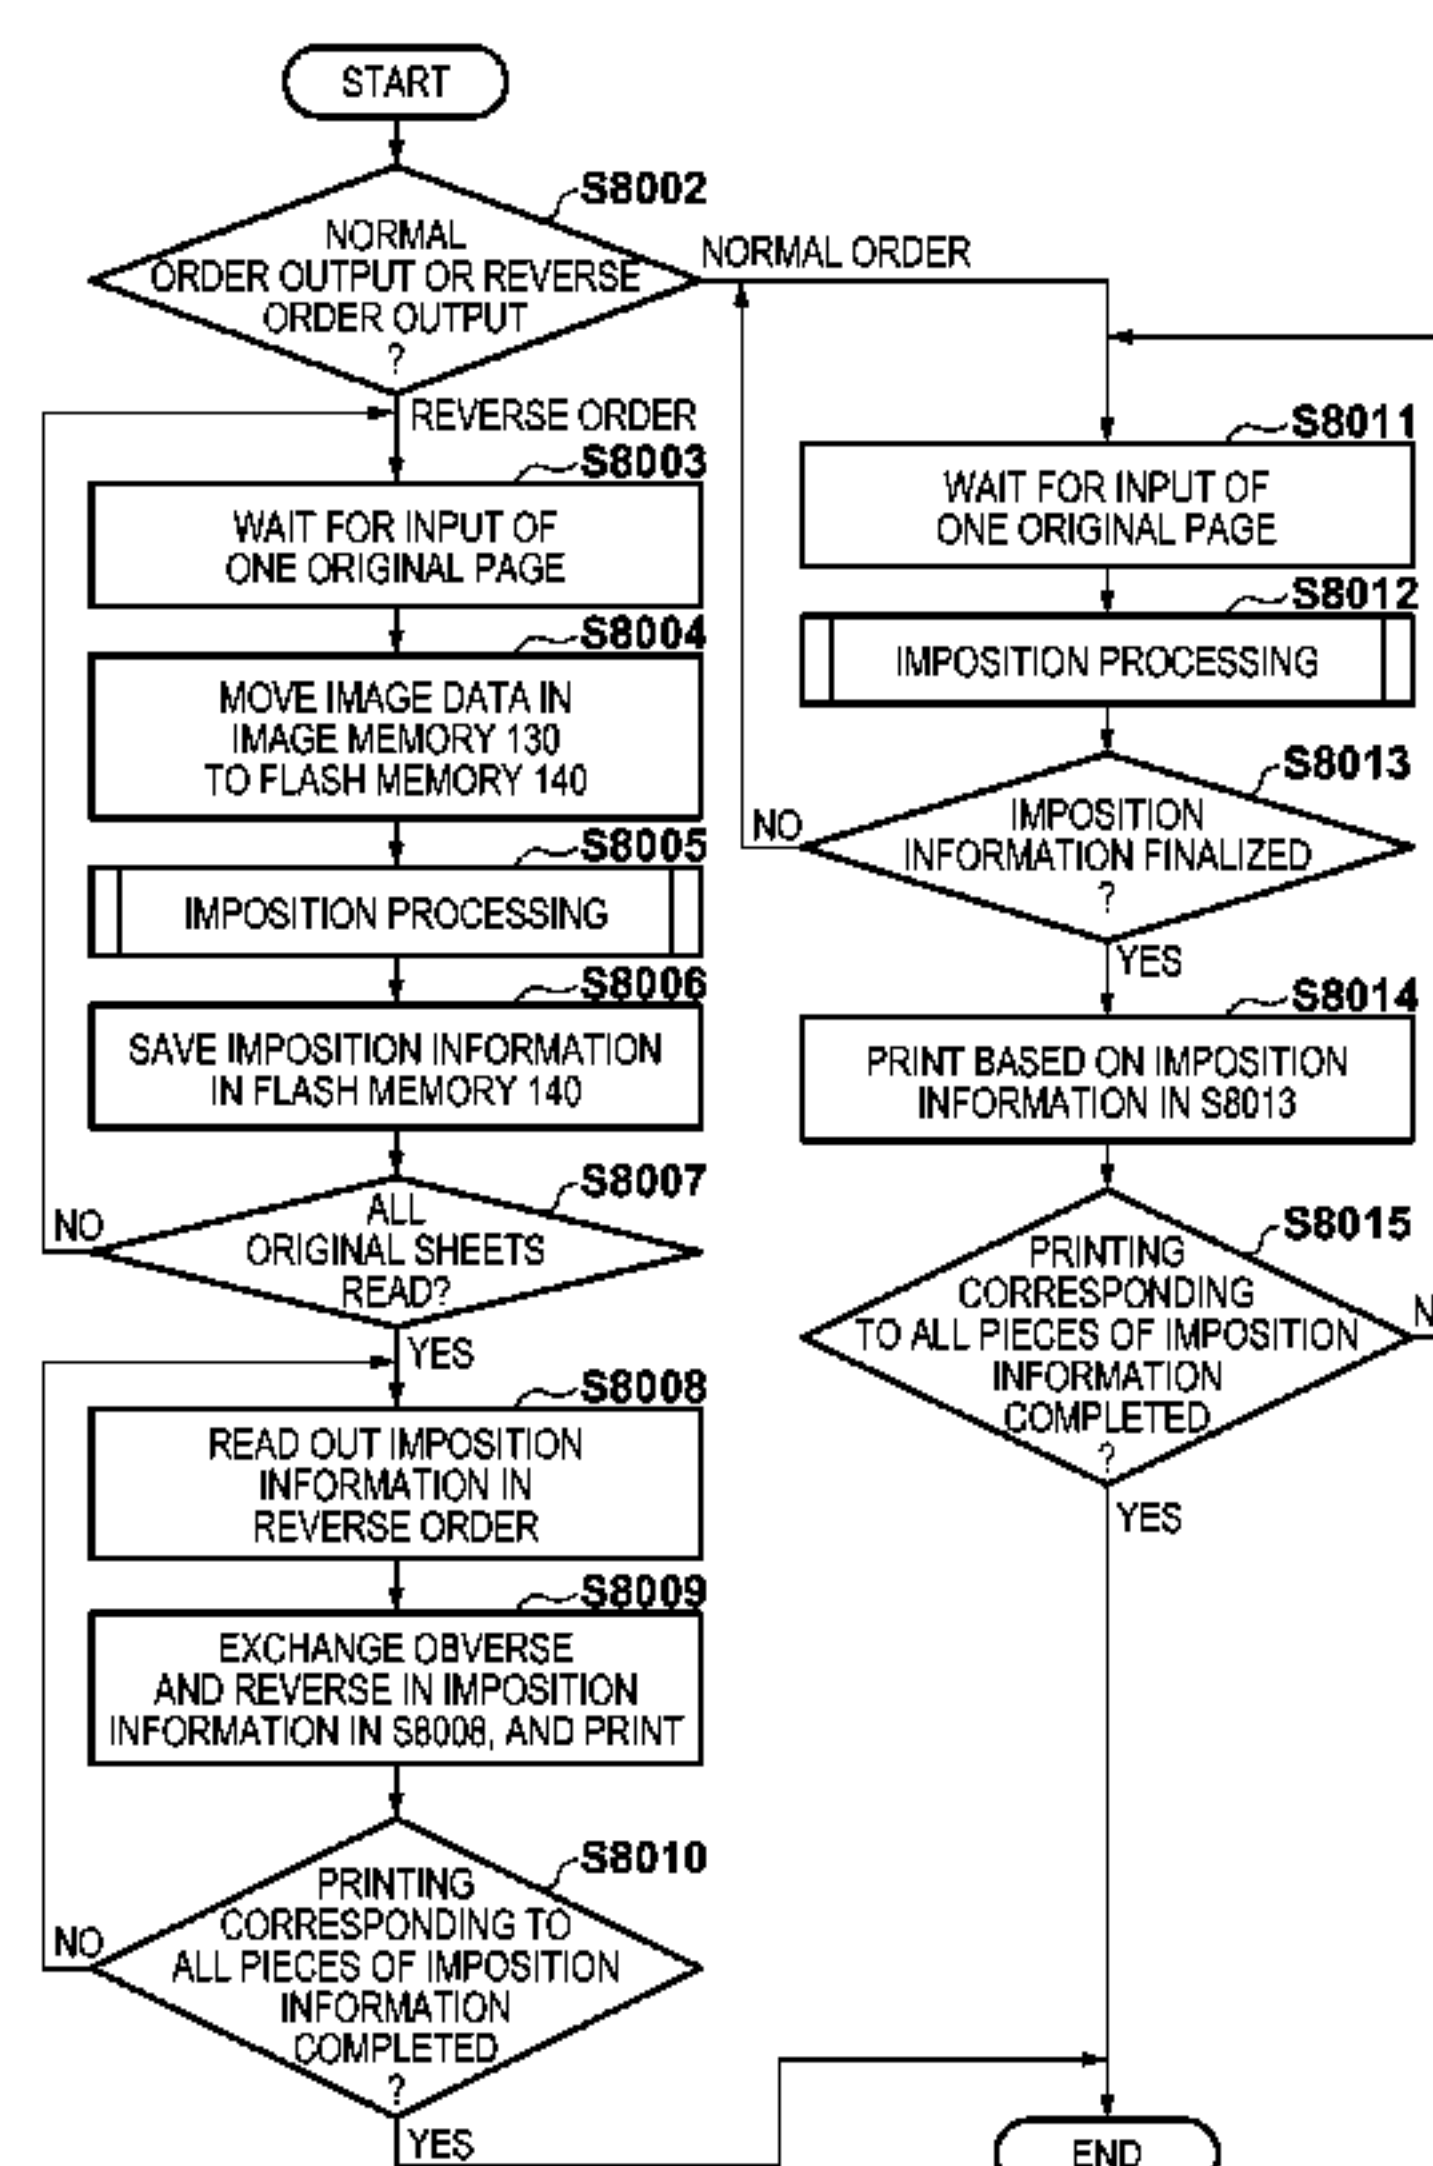 START
S8002
NORMAL
ORDER OUTPUT OR REVERSE
ORDER OUTPUT
?
NORMAL ORDER
REVERSE ORDER
S8003
WAIT FOR INPUT OF
ONE ORIGINAL PAGE
S8004
MOVE IMAGE DATA IN
IMAGE MEMORY 130
TO FLASH MEMORY 140
S8005
IMPOSITION PROCESSING
S8006
SAVE IMPOSITION INFORMATION
IN FLASH MEMORY 140
S8007
ALL
ORIGINAL SHEETS
READ?
NO
YES
S8008
READ OUT IMPOSITION
INFORMATION IN
REVERSE ORDER
S8009
EXCHANGE OBVERSE
AND REVERSE IN IMPOSITION
INFORMATION IN S8008, AND PRINT
S8010
PRINTING
CORRESPONDING TO
ALL PIECES OF IMPOSITION
INFORMATION
COMPLETED
?
NO
YES
S8011
WAIT FOR INPUT OF
ONE ORIGINAL PAGE
S8012
IMPOSITION PROCESSING
S8013
IMPOSITION
INFORMATION FINALIZED
?
NO
YES
S8014
PRINT BASED ON IMPOSITION
INFORMATION IN S8013
S8015
PRINTING
CORRESPONDING
TO ALL PIECES OF IMPOSITION
INFORMATION
COMPLETED
?
YES
END